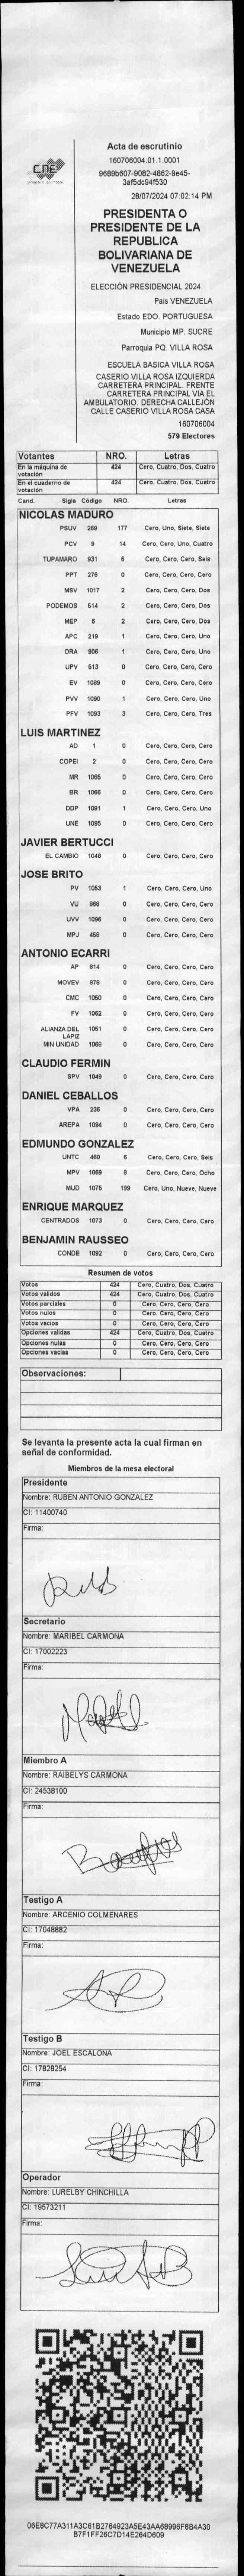 CNE
Acta de escrutinio
160706004.01.1.0001
9689b607-9082-4862-9e45-
3af5dc94f530
28/07/2024 07:02:14 PM
PRESIDENTA O
PRESIDENTE DE LA
REPUBLICA
BOLIVARIANA DE
VENEZUELA
ELECCIÓN PRESIDENCIAL 2024
Pais VENEZUELA
Estado EDO. PORTUGUESA
Municipio MP. SUCRE
Parroquia PQ. VILLA ROSA
ESCUELA BASICA VILLA ROSA
CASERIO VILLA ROSA IZQUIERDA
CARRETERA PRINCIPAL. FRENTE
CARRETERA PRINCIPAL VIA EL
AMBULATORIO. DERECHA CALLEJÓN
CALLE CASERIO VILLA ROSA CASA
160706004
579 Electores
Votantes NRO. Letras
En la máquina de votación 424 Cero, Cuatro, Dos, Cuatro
En el cuaderno de votación 424 Cero, Cuatro, Dos, Cuatro
Cand. Sigla Código NRO. Letras
NICOLAS MADURO
PSUV 269 177 Cero, Uno, Siete, Siete
PCV 9 14 Cero, Cero, Uno, Cuatro
TUPAMARO 931 6 Cero, Cero, Cero, Seis
PPT 276 0 Cero, Cero, Cero, Cero
MSV 1017 2 Cero, Cero, Cero, Dos
PODEMOS 514 2 Cero, Cero, Cero, Dos
MEP 6 2 Cero, Cero, Cero, Dos
APC 219 1 Cero, Cero, Cero, Uno
ORA 906 1 Cero, Cero, Cero, Uno
UPV 513 0 Cero, Cero, Cero, Cero
EV 1089 0 Cero, Cero, Cero, Cero
PVV 1090 1 Cero, Cero, Cero, Uno
PFV 1093 3 Cero, Cero, Cero, Tres
LUIS MARTINEZ
AD 1 0 Cero, Cero, Cero, Cero
COPEI 2 0 Cero, Cero, Cero, Cero
MR 1065 0 Cero, Cero, Cero, Cero
BR 1066 0 Cero, Cero, Cero, Cero
DDP 1091 1 Cero, Cero, Cero, Uno
UNE 1095 0 Cero, Cero, Cero, Cero
JAVIER BERTUCCI
EL CAMBIO 1048 0 Cero, Cero, Cero, Cero
JOSE BRITO
PV 1053 1 Cero, Cero, Cero, Uno
VU 868 0 Cero, Cero, Cero, Cero
UVV 1096 0 Cero, Cero, Cero, Cero
MPJ 458 0 Cero, Cero, Cero, Cero
ANTONIO ECARRI
AP 814 0 Cero, Cero, Cero, Cero
MOVEV 878 0 Cero, Cero, Cero, Cero
CMC 1050 0 Cero, Cero, Cero, Cero
FV 1062 0 Cero, Cero, Cero, Cero
ALIANZA DEL LAPIZ 1051 0 Cero, Cero, Cero, Cero
MIN UNIDAD 1069 0 Cero, Cero, Cero, Cero
CLAUDIO FERMIN
SPV 1049 0 Cero, Cero, Cero, Cero
DANIEL CEBALLOS
VPA 236 0 Cero, Cero, Cero, Cero
AREPA 1094 0 Cero, Cero, Cero, Cero
EDMUNDO GONZALEZ
UNTC 460 6 Cero, Cero, Cero, Seis
MPV 1069 8 Cero, Cero, Cero, Ocho
MUD 1075 199 Cero, Uno, Nueve, Nueve
ENRIQUE MARQUEZ
CENTRADOS 1073 0 Cero, Cero, Cero, Cero
BENJAMIN RAUSSEO
CONDE 1092 0 Cero, Cero, Cero, Cero
Resumen de votos
Votos 424 Cero, Cuatro, Dos, Cuatro
Votos validos 424 Cero, Cuatro, Dos, Cuatro
Votos parciales 0 Cero, Cero, Cero, Cero
Votos nulos 0 Cero, Cero, Cero, Cero
Votos vacios 0 Cero, Cero, Cero, Cero
Opciones validas 424 Cero, Cuatro, Dos, Cuatro
Opciones nulas 0 Cero, Cero, Cero, Cero
Opciones vacias 0 Cero, Cero, Cero, Cero
Observaciones:
Se levanta la presente acta la cual firman en
señal de conformidad.
Miembros de la mesa electoral
Presidente
Nombre: RUBEN ANTONIO GONZALEZ
CI: 11400740
Firma:
Secretario
Nombre: MARIBEL CARMONA
CI: 17002223
Firma:
Miembro A
Nombre: RAIBELYS CARMONA
CI: 24538100
Firma:
Testigo A
Nombre: ARCENIO COLMENARES
CI: 17048882
Firma:
Testigo B
Nombre: JOEL ESCALONA
CI: 17828254
Firma:
Operador
Nombre: LURELBY CHINCHILLA
CI: 19573211
Firma:
06E8C77A311A3C61B2764923A5E43AA68996F8B4A30
B7F1FF26C7D14E264D609